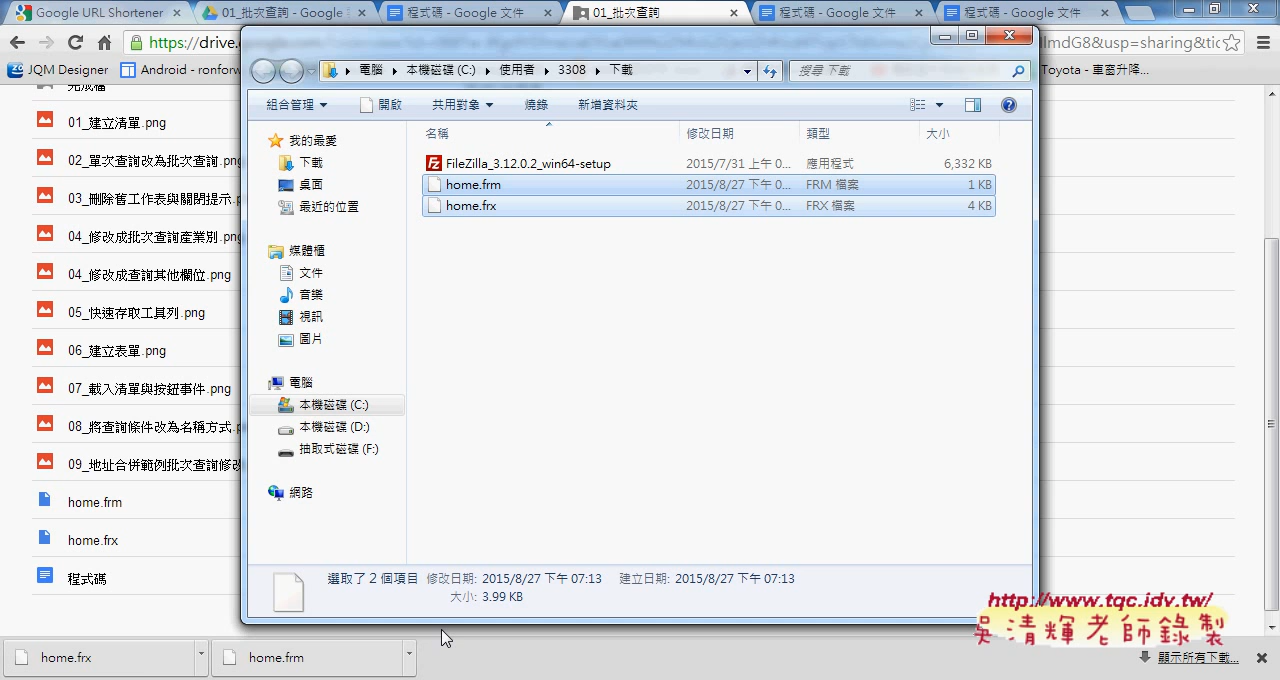 Google URL Shortener
01_批次查詢 - Google
程式碼 - Google 文件
01_批次查詢
程式碼 - Google 文件
程式碼 - Google 文件
https://drive.
lmdG8&usp=sharing&tic
JQM Designer
Android - ronforw
Toyota - 車窗升降...
電腦
本機磁碟 (C:)
使用者
3308
下載
搜尋 下載
組合管理
開啟
共用對象
燒錄
新增資料夾
名稱
修改日期
類型
大小
FileZilla_3.12.0.2_win64-setup
2015/7/31 上午 0...
應用程式
6,332 KB
home.frm
2015/8/27 下午 0...
FRM 檔案
1 KB
home.frx
2015/8/27 下午 0...
FRX 檔案
4 KB
我的最愛
下載
桌面
最近的位置
媒體櫃
文件
音樂
視訊
圖片
電腦
本機磁碟 (C:)
本機磁碟 (D:)
抽取式磁碟 (F:)
網路
選取了 2 個項目
修改日期: 2015/8/27 下午 07:13
建立日期: 2015/8/27 下午 07:13
大小: 3.99 KB
完成檔
01_建立清單.png
02_單次查詢改為批次查詢.png
03_刪除舊工作表與關閉提示.
04_修改成批次查詢產業別.png
04_修改成查詢其他欄位.png
05_快速存取工具列.png
06_建立表單.png
07_載入清單與按鈕事件.png
08_將查詢條件改為名稱方式.
09_地址合併範例批次查詢修改
home.frm
home.frx
程式碼
http://www.tqc.idv.tw/
吳清輝老師錄製
home.frx
home.frm
顯示所有下載...